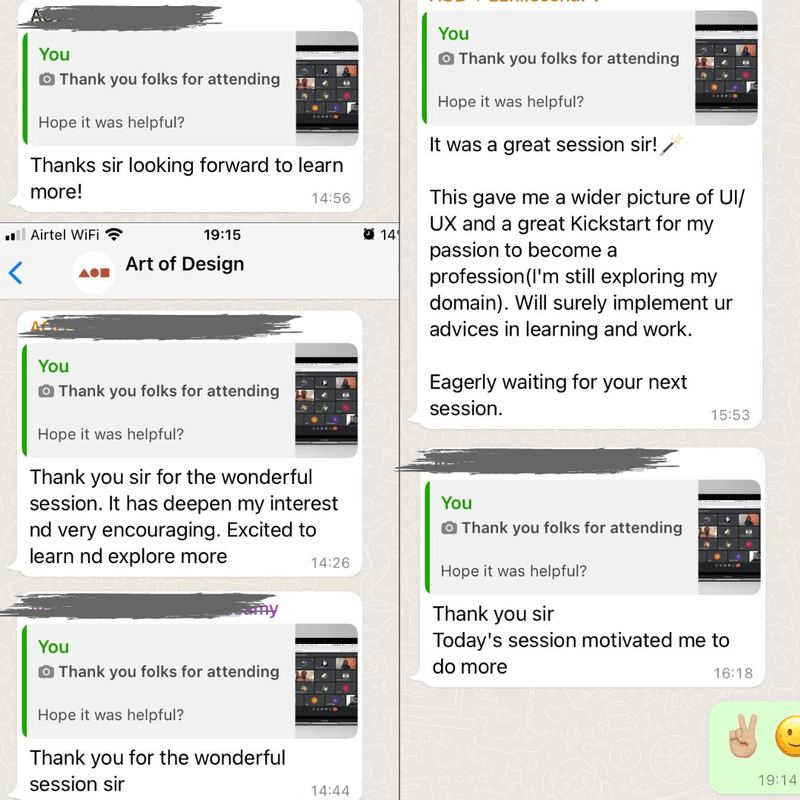 You
Thank you folks for attending
Hope it was helpful?
Thanks sir looking forward to learn
more!
14:56
Airtel WiFi
19:15
Art of Design
You
Thank you folks for attending
Hope it was helpful?
Thank you sir for the wonderful
session. It has deepen my interest
nd very encouraging. Excited to
learn nd explore more
14:26
You
Thank you folks for attending
Hope it was helpful?
Thank you for the wonderful
session sir
14:44
You
Thank you folks for attending
Hope it was helpful?
It was a great session sir!
This gave me a wider picture of UI/
UX and a great Kickstart for my
passion to become a
profession(I'm still exploring my
domain). Will surely implement ur
advices in learning and work.
Eagerly waiting for your next
session.
15:53
You
Thank you folks for attending
Hope it was helpful?
Thank you sir
Today's session motivated me to
do more
16:18
19:14